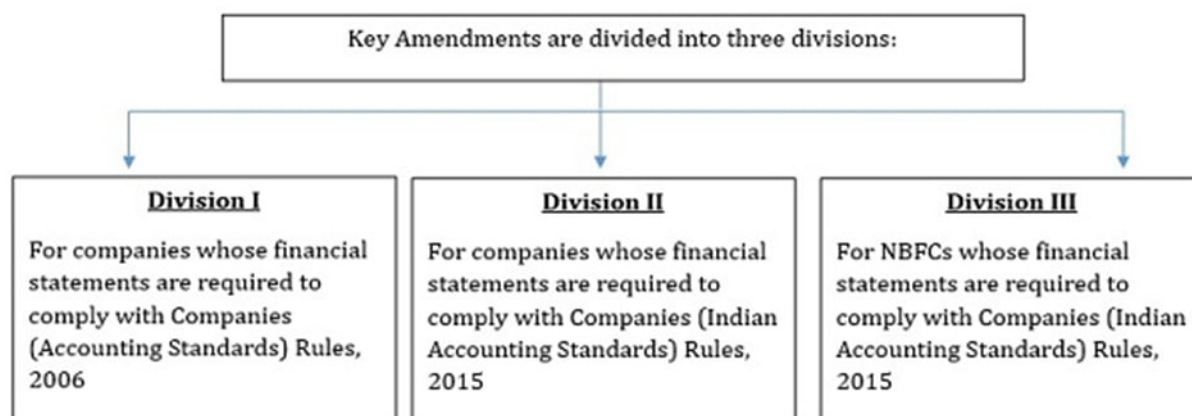 Key Amendments are divided into three divisions:
Division I
For companies whose financial
statements are required to
comply with Companies
(Accounting Standards) Rules,
2006
Division II
For companies whose financial
statements are required to
comply with Companies (Indian
Accounting Standards) Rules,
2015
Division III
For NBFCs whose financial
statements are required to
comply with Companies (Indian
Accounting Standards) Rules,
2015